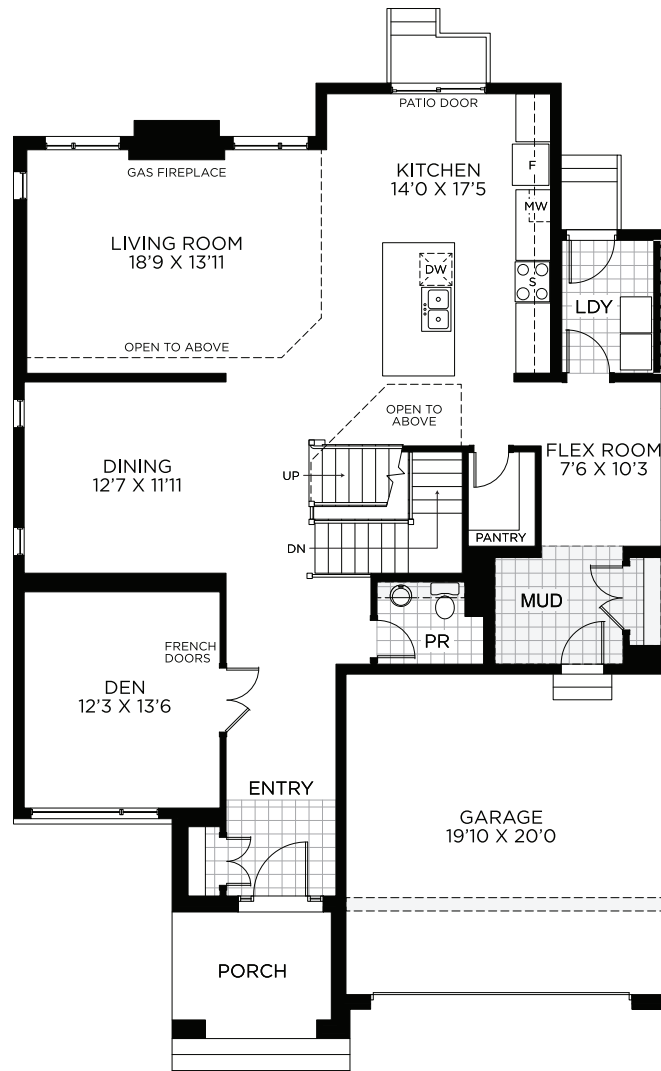 PATIO DOOR
GAS FIREPLACE
KITCHEN
14'0 X 17'5
F
MW
LIVING ROOM
18'9 X 13'11
DW
S
LDY
OPEN TO ABOVE
OPEN TO
ABOVE
DINING
12'7 X 11'11
UP
FLEX ROOM
7'6 X 10'3
DN
PANTRY
MUD
FRENCH
DOORS
PR
DEN
12'3 X 13'6
ENTRY
GARAGE
19'10 X 20'0
PORCH